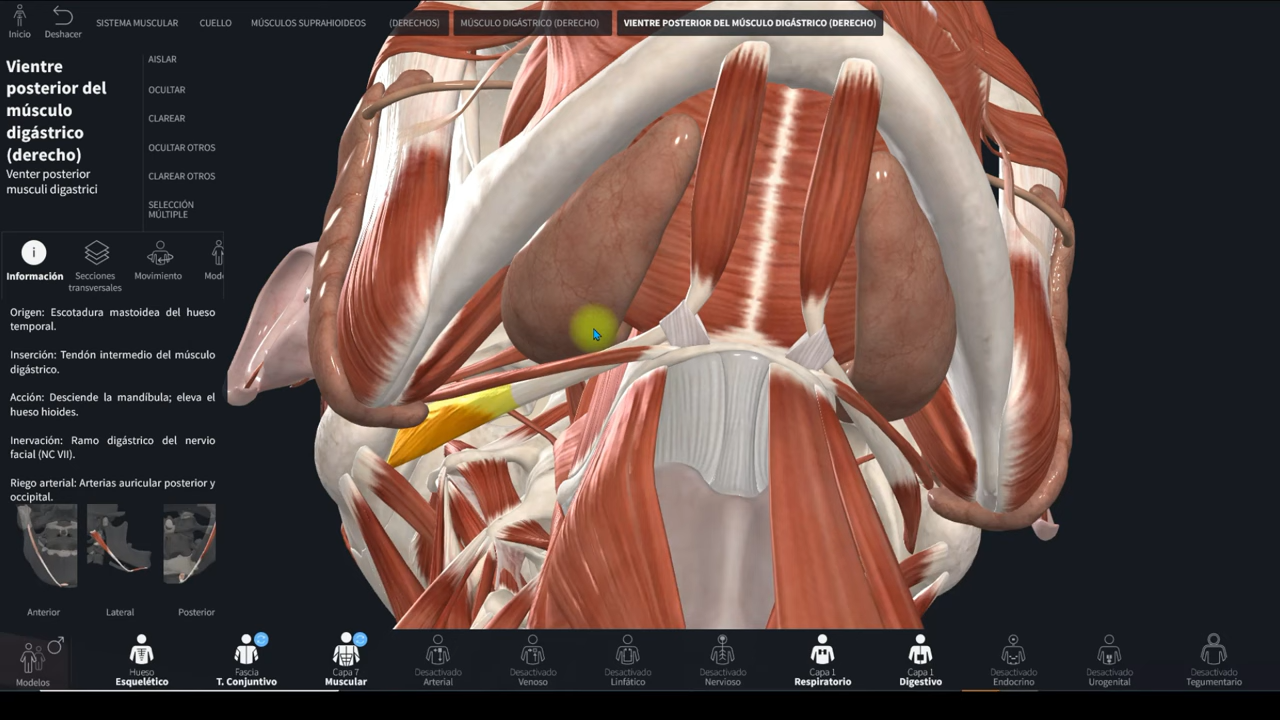 Inicio
Deshacer
SISTEMA MUSCULAR
CUELLO
MÚSCULOS SUPRAHIOIDEOS
(DERECHOS)
MÚSCULO DIGÁSTRICO (DERECHO)
VIENTRE POSTERIOR DEL MÚSCULO DIGÁSTRICO (DERECHO)
Vientre
posterior del
músculo
digástrico
(derecho)
Venter posterior
musculi digastrici
AISLAR
OCULTAR
CLAREAR
OCULTAR OTROS
CLAREAR OTROS
SELECCIÓN
MÚLTIPLE
Información
Secciones
transversales
Movimiento
Mode
Origen: Escotadura mastoidea del hueso
temporal.
Inserción: Tendón intermedio del músculo
digástrico.
Acción: Desciende la mandíbula; eleva el
hueso hioides.
Inervación: Ramo digástrico del nervio
facial (NC VII).
Riego arterial: Arterias auricular posterior y
occipital.
Anterior
Lateral
Posterior
Modelos
Hueso
Esquelético
Fascia
T. Conjuntivo
Capa 7
Muscular
Desactivado
Arterial
Desactivado
Venoso
Desactivado
Linfático
Desactivado
Nervioso
Capa 1
Respiratorio
Capa 1
Digestivo
Desactivado
Endocrino
Desactivado
Urogenital
Desactivado
Tegumentario